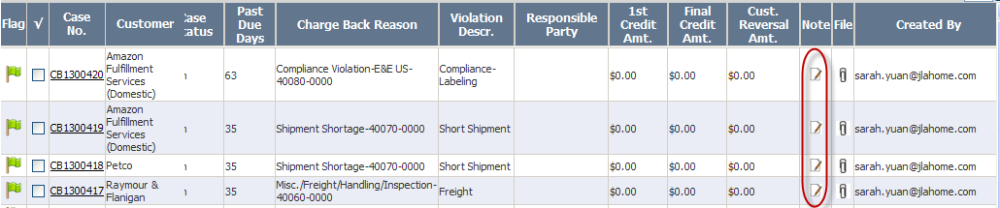 Flag √ Case No. Customer Case Status Past Due Days Charge Back Reason Violation Descr. Responsible Party 1st Credit Amt. Final Credit Amt. Cust. Reversal Amt. Note File Created By
CB1300420 Amazon Fulfillment Services (Domestic) 63 Compliance Violation-E&E US-40080-0000 Compliance-Labeling $0.00 $0.00 $0.00 sarah.yuan@jlahome.com
CB1300419 Amazon Fulfillment Services (Domestic) 35 Shipment Shortage-40070-0000 Short Shipment $0.00 $0.00 $0.00 sarah.yuan@jlahome.com
CB1300418 Petco 35 Shipment Shortage-40070-0000 Short Shipment $0.00 $0.00 $0.00 sarah.yuan@jlahome.com
CB1300417 Raymour & Flanigan 35 Misc./Freight/Handling/Inspection-40060-0000 Freight $0.00 $0.00 $0.00 sarah.yuan@jlahome.com